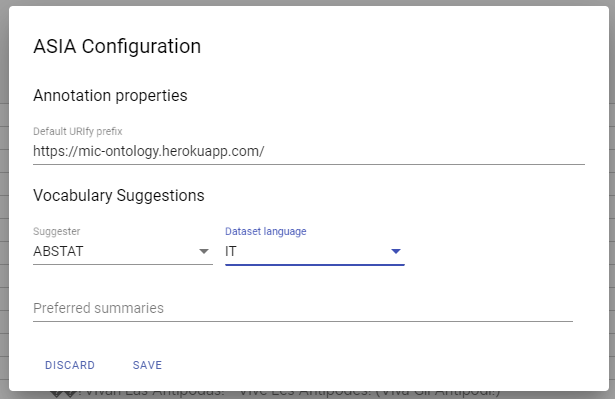 ASIA Configuration
Annotation properties
Default URIfy prefix
https://mic-ontology.herokuapp.com/
Vocabulary Suggestions
Suggester
Dataset language
ABSTAT
IT
Preferred summaries
DISCARD
SAVE